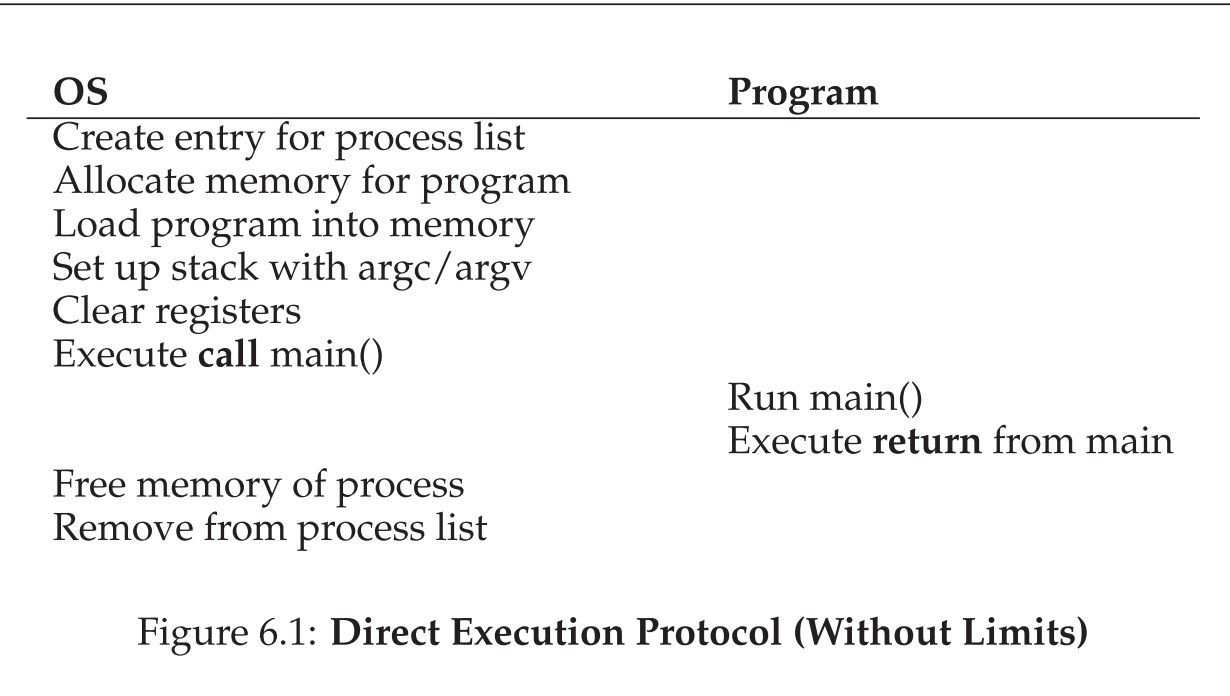 OS Program
Create entry for process list
Allocate memory for program
Load program into memory
Set up stack with argc/argv
Clear registers
Execute call main()
Run main()
Execute return from main
Free memory of process
Remove from process list
Figure 6.1: Direct Execution Protocol (Without Limits)